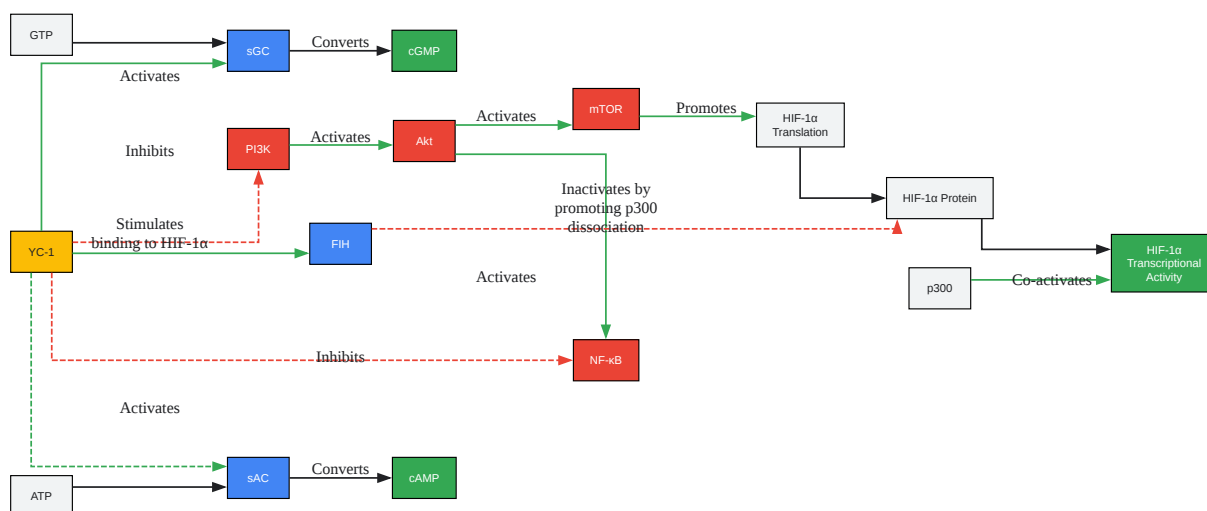 GTP
sGC
Converts
cGMP
Activates
mTOR
Activates
Promotes
HIF-1α
Translation
PI3K
Activates
Akt
Inhibits
HIF-1α Protein
Inactivates by
promoting p300
dissociation
Stimulates
binding to HIF-1α
YC-1
FIH
HIF-1α
Transcriptional
Activity
Activates
p300
Co-activates
Inhibits
NF-κB
Activates
sAC
Converts
cAMP
ATP